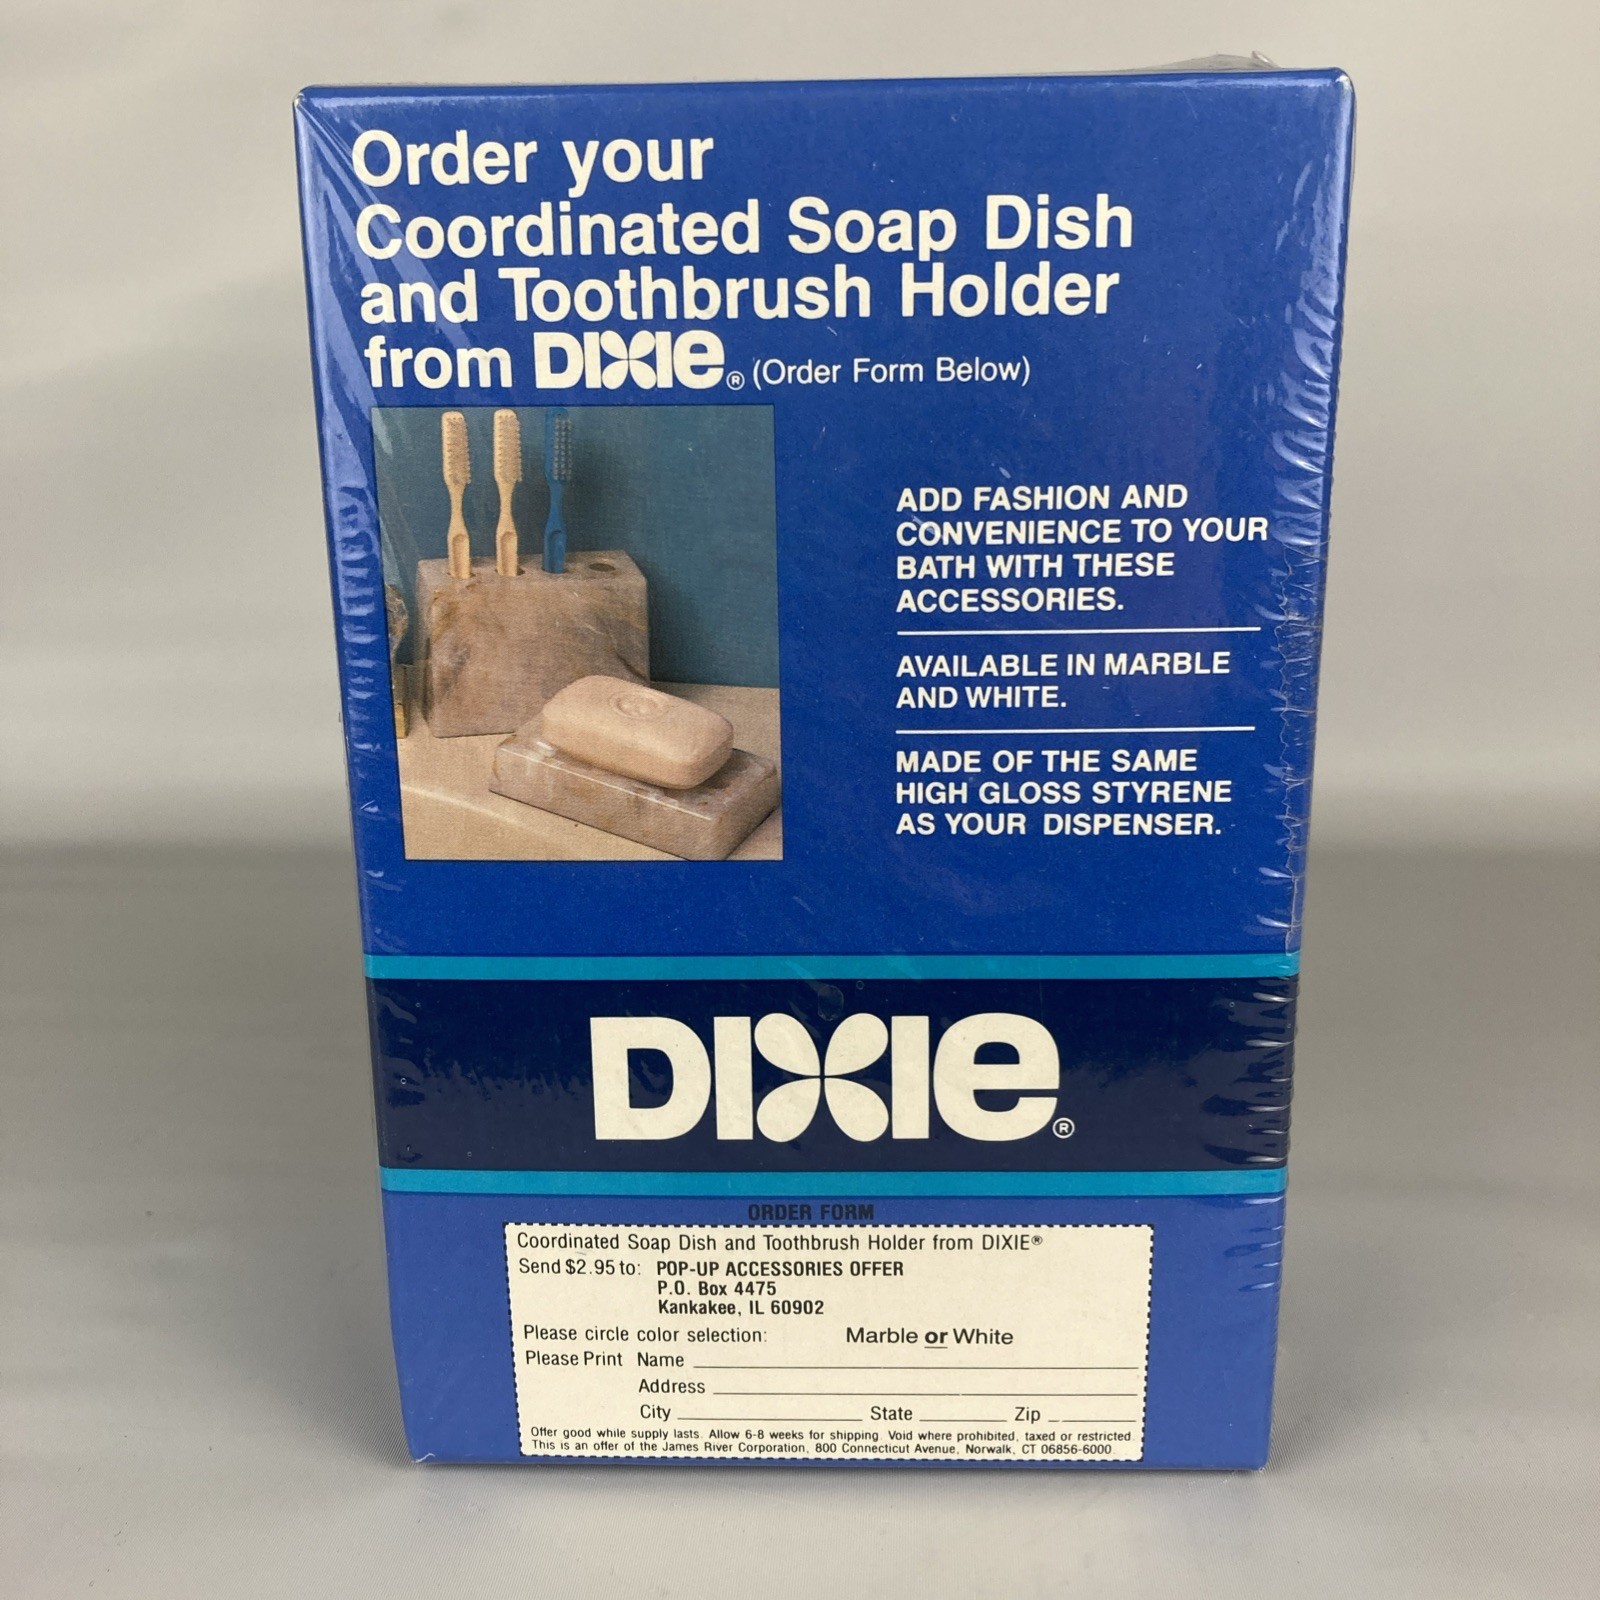 Order your
Coordinated Soap Dish
and Toothbrush Holder
from DIXIE® (Order Form Below)
ADD FASHION AND
CONVENIENCE TO YOUR
BATH WITH THESE
ACCESSORIES.
AVAILABLE IN MARBLE
AND WHITE.
MADE OF THE SAME
HIGH GLOSS STYRENE
AS YOUR DISPENSER.
DIXIE®
ORDER FORM
Coordinated Soap Dish and Toothbrush Holder from DIXIE®
Send $2.95 to: POP-UP ACCESSORIES OFFER
P.O. Box 4475
Kankakee, IL 60902
Please circle color selection: Marble or White
Please Print Name
Address
City State Zip
Offer good while supply lasts. Allow 6-8 weeks for shipping. Void where prohibited, taxed or restricted.
This is an offer of the James River Corporation, 800 Connecticut Avenue, Norwalk, CT 06856-6000